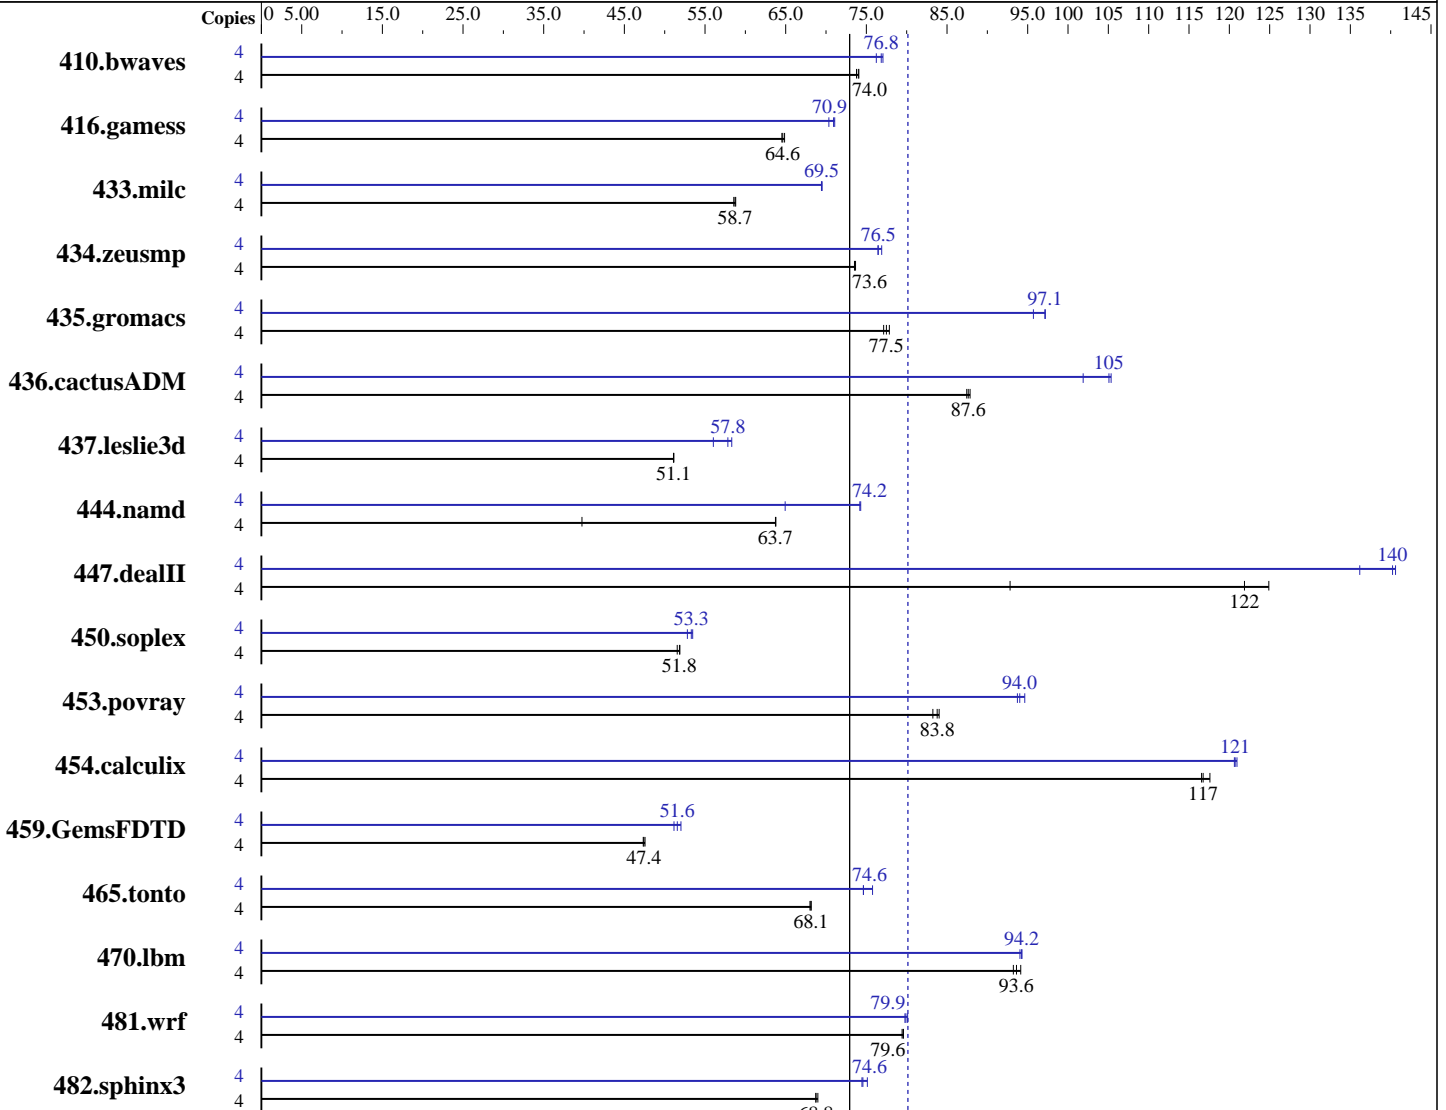 Copies 0 5.00 15.0 25.0 35.0 45.0 55.0 65.0 75.0 85.0 95.0 100 105 110 115 120 125 130 135 145
410.bwaves 4 76.8
4 74.0
416.gamess 4 70.9
4 64.6
433.milc 4 69.5
4 58.7
434.zeusmp 4 76.5
4 73.6
435.gromacs 4 97.1
4 77.5
436.cactusADM 4 105
4 87.6
437.leslie3d 4 57.8
4 51.1
444.namd 4 74.2
4 63.7
447.dealII 4 140
4 122
450.soplex 4 53.3
4 51.8
453.povray 4 94.0
4 83.8
454.calculix 4 121
4 117
459.GemsFDTD 4 51.6
4 47.4
465.tonto 4 74.6
4 68.1
470.lbm 4 94.2
4 93.6
481.wrf 4 79.9
4 79.6
482.sphinx3 4 74.6
4